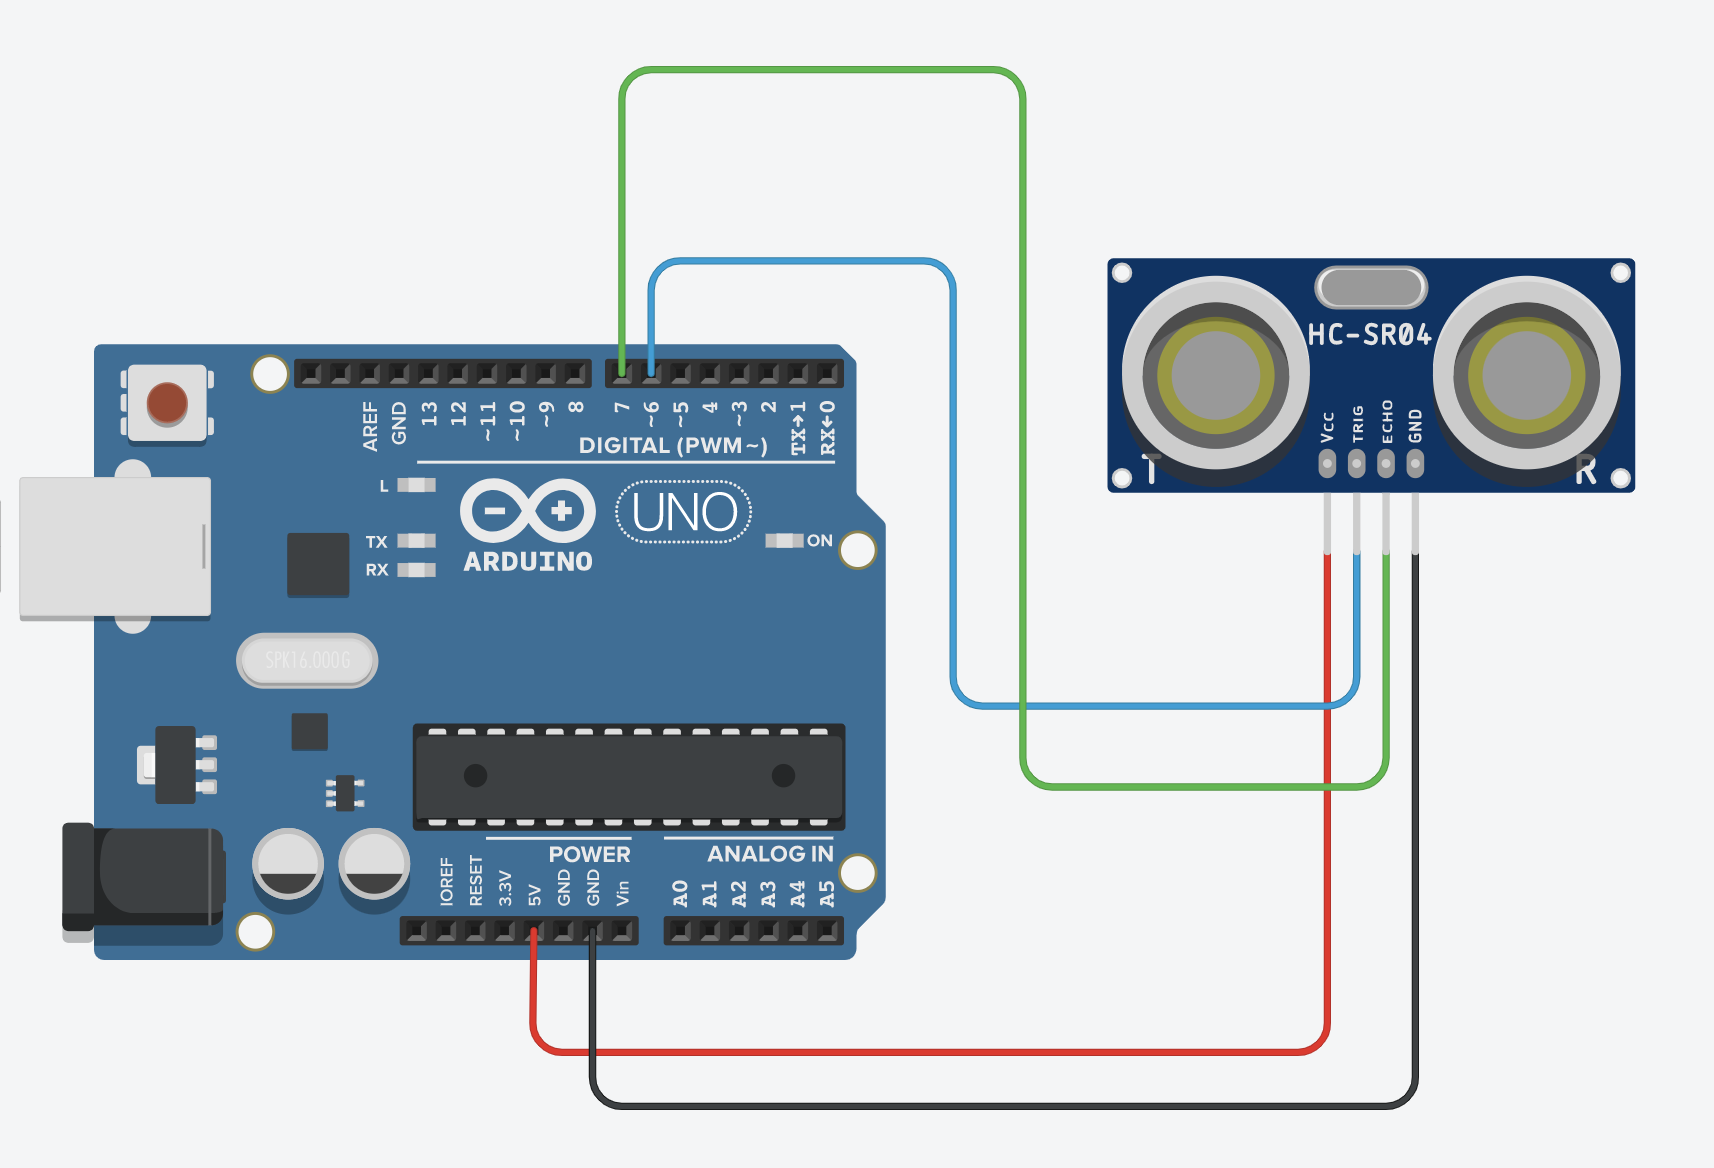 HC-SR04
VCC
TRIG
ECHO
GND
T
R
AREF
GND
13
12
~11
~10
~9
8
7
~6
~5
4
~3
2
TX→1
RX←0
DIGITAL (PWM~)
L
TX
RX
ARDUINO
UNO
ON
SPK16.000G
POWER
ANALOG IN
IOREF
RESET
3.3V
5V
GND
GND
Vin
A0
A1
A2
A3
A4
A5